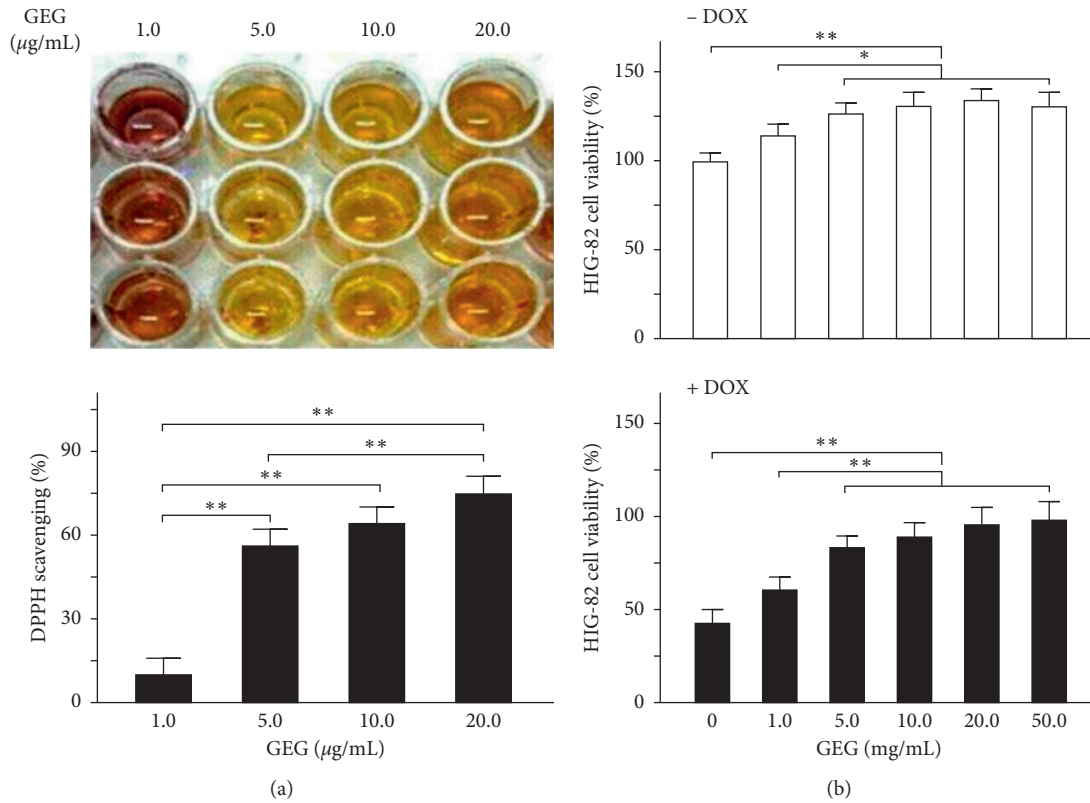 GEG
(µg/mL)
1.0 5.0 10.0 20.0
DPPH scavenging (%)
90
60
30
0
**
**
**
**
1.0 5.0 10.0 20.0
GEG (µg/mL)
(a)
– DOX
HIG-82 cell viability (%)
150
100
50
0
**
*
+ DOX
HIG-82 cell viability (%)
150
100
50
0
**
**
0 1.0 5.0 10.0 20.0 50.0
GEG (mg/mL)
(b)